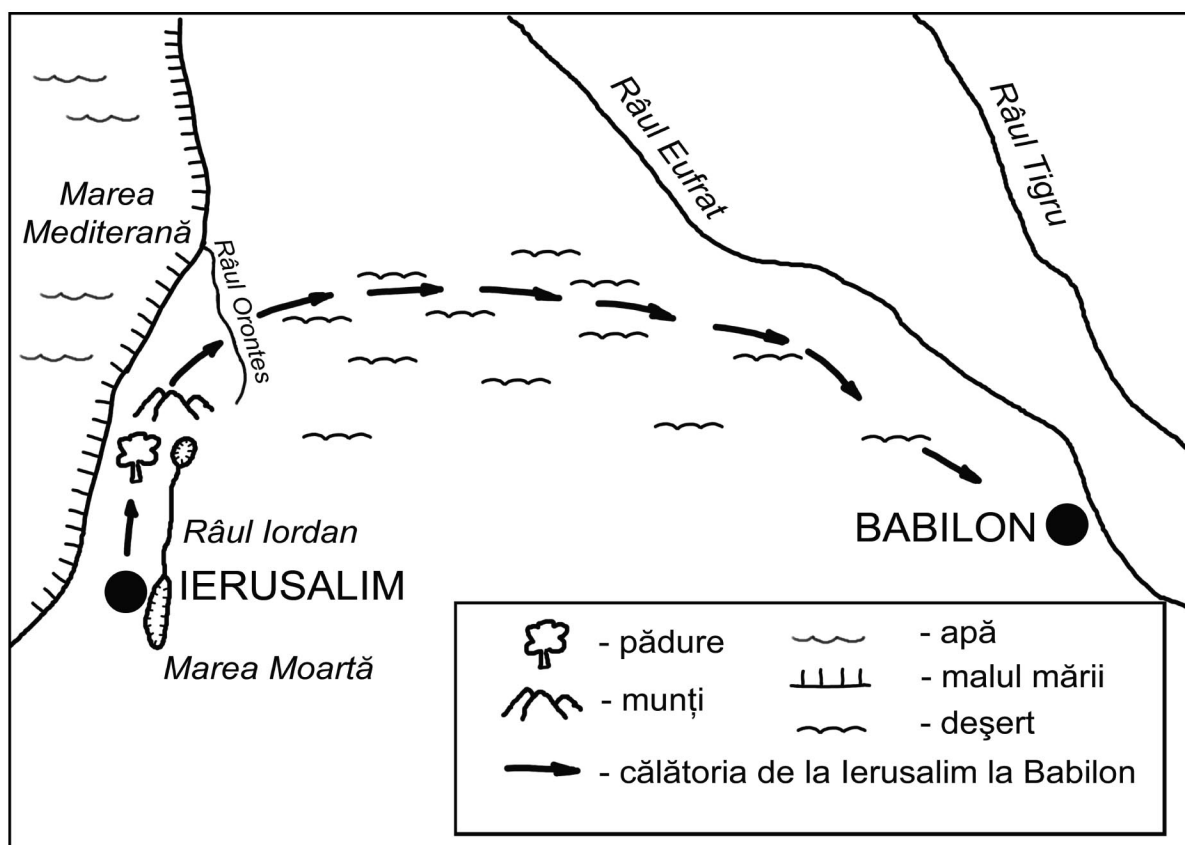 Marea
Mediterană
Râul Orontes
Râul Eufrat
Râul Tigru
Râul Iordan
IERUSALIM
Marea Moartă
BABILON
- pădure
- munți
- apă
- malul mării
- deşert
- călătoria de la Ierusalim la Babilon